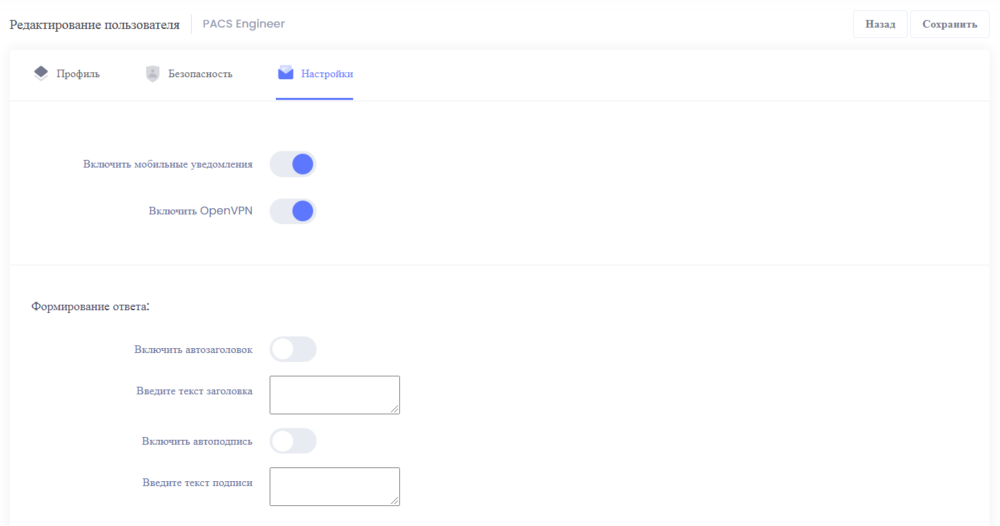 Редактирование пользователя PACS Engineer Назад Сохранить
Профиль Безопасность Настройки
Включить мобильные уведомления
Включить OpenVPN
Формирование ответа:
Включить автозаголовок
Введите текст заголовка
Включить автоподпись
Введите текст подписи